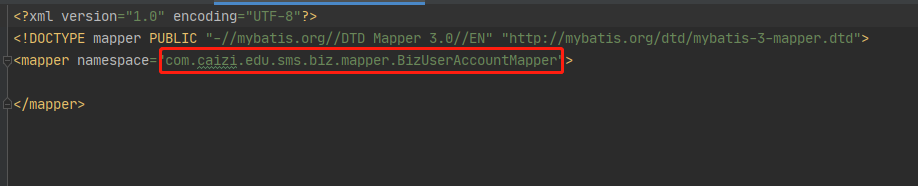 <?xml version="1.0" encoding="UTF-8"?>
<!DOCTYPE mapper PUBLIC "-//mybatis.org//DTD Mapper 3.0//EN" "http://mybatis.org/dtd/mybatis-3-mapper.dtd">
<mapper namespace="com.caizi.edu.sms.biz.mapper.BizUserAccountMapper">
</mapper>